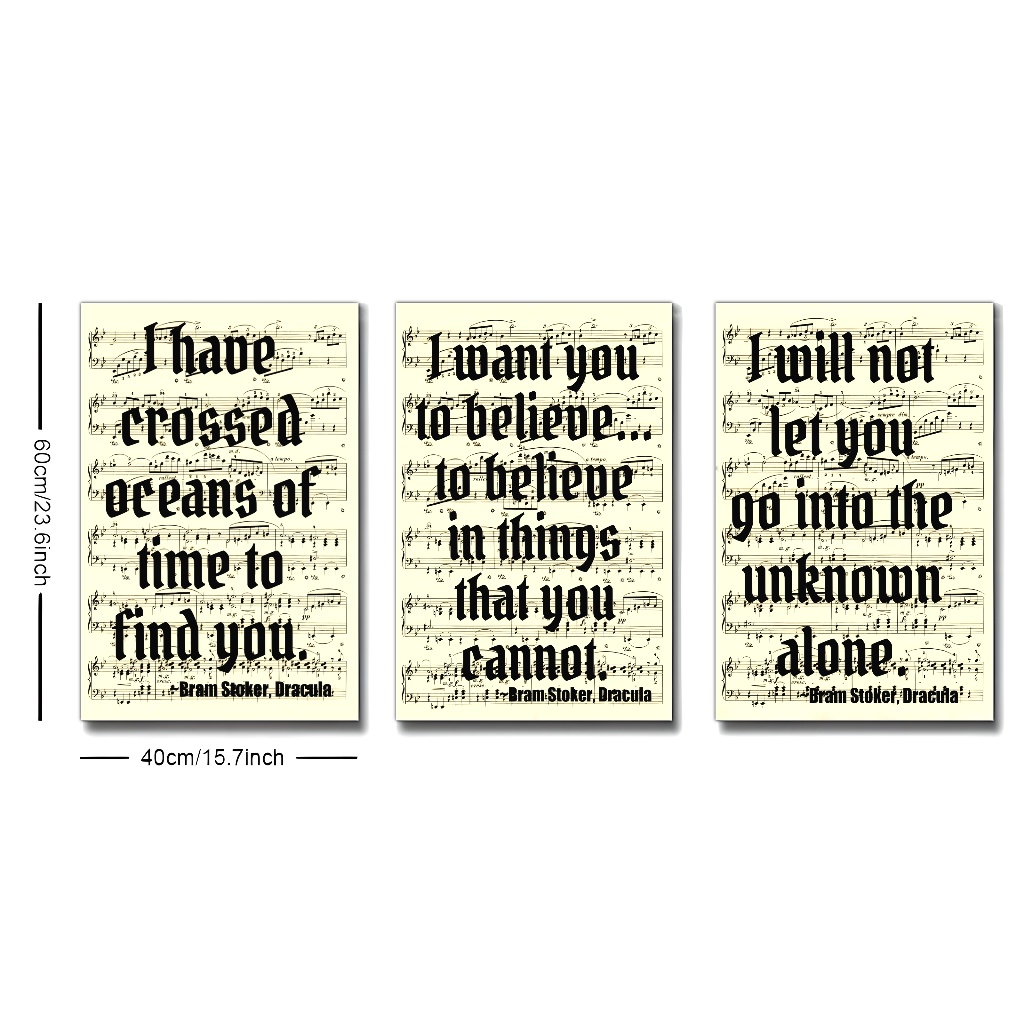 I have
crossed
oceans of
time to
find you.
~Bram Stoker, Dracula
I want you
to believe...
to believe
in things
that you
cannot.
~Bram Stoker, Dracula
I will not
let you
go into the
unknown
alone.
~Bram Stoker, Dracula
60cm/23.6inch
40cm/15.7inch